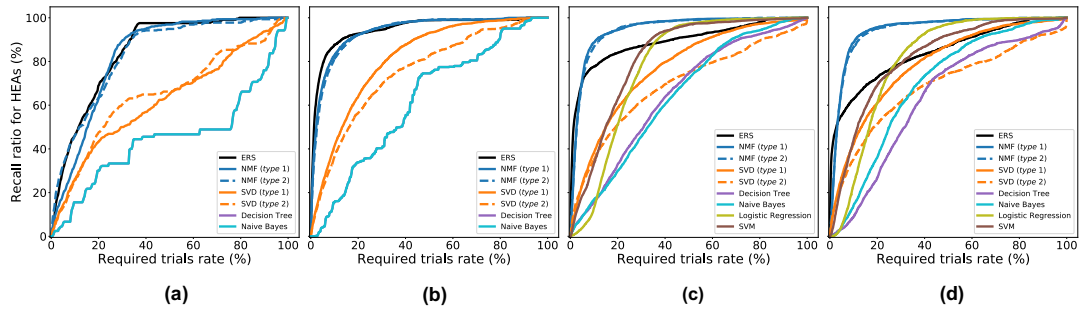 Recall ratio for HEAs (%)
100
80
60
40
20
0
20 40 60 80 100
Required trials rate (%)
ERS
NMF (type 1)
NMF (type 2)
SVD (type 1)
SVD (type 2)
Decision Tree
Naive Bayes
(a)
0 20 40 60 80 100
Required trials rate (%)
ERS
NMF (type 1)
NMF (type 2)
SVD (type 1)
SVD (type 2)
Decision Tree
Naive Bayes
(b)
0 20 40 60 80 100
Required trials rate (%)
ERS
NMF (type 1)
NMF (type 2)
SVD (type 1)
SVD (type 2)
Decision Tree
Naive Bayes
Logistic Regression
SVM
(c)
0 20 40 60 80 100
Required trials rate (%)
ERS
NMF (type 1)
NMF (type 2)
SVD (type 1)
SVD (type 2)
Decision Tree
Naive Bayes
Logistic Regression
SVM
(d)